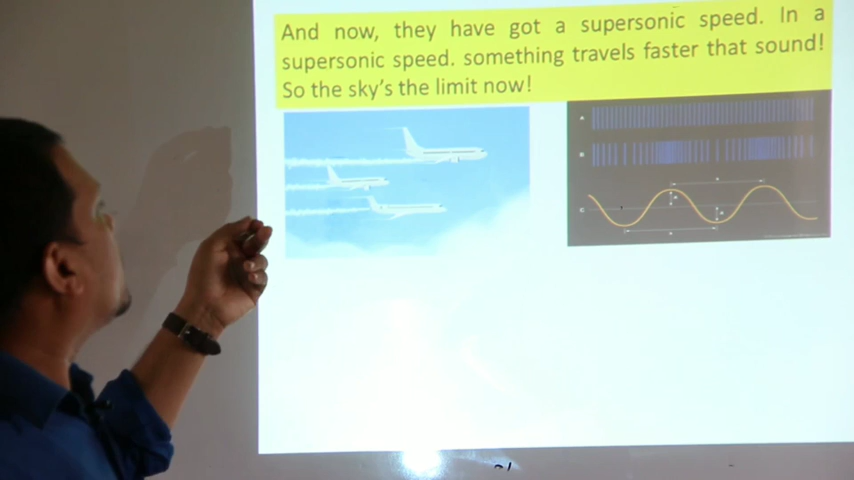 And now, they have got a supersonic speed. In a
supersonic speed. something travels faster that sound!
So the sky's the limit now!
A
B
C